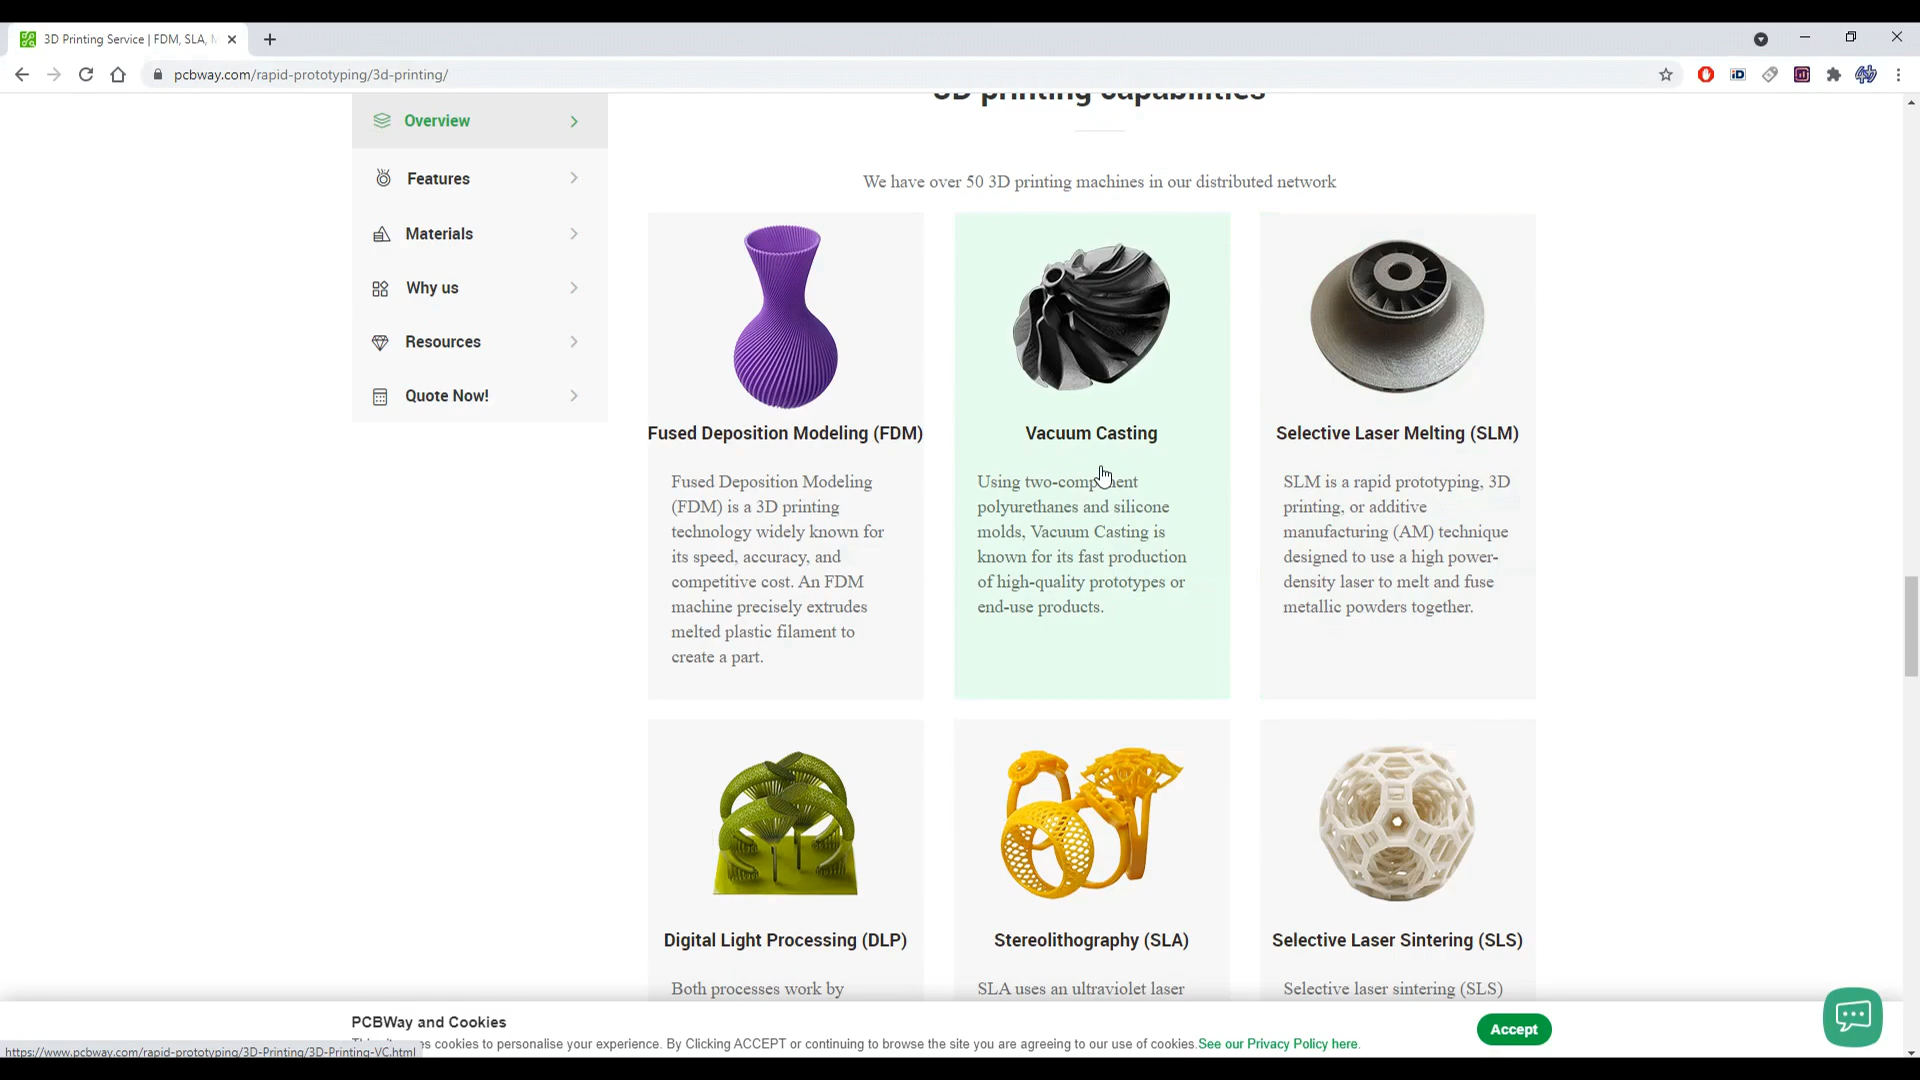 3D Printing Service | FDM, SLA,
pcbway.com/rapid-prototyping/3d-printing/
3D printing capabilities
Overview
Features
Materials
Why us
Resources
Quote Now!
We have over 50 3D printing machines in our distributed network
Fused Deposition Modeling (FDM)
Fused Deposition Modeling
(FDM) is a 3D printing
technology widely known for
its speed, accuracy, and
competitive cost. An FDM
machine precisely extrudes
melted plastic filament to
create a part.
Vacuum Casting
Using two-component
polyurethanes and silicone
molds, Vacuum Casting is
known for its fast production
of high-quality prototypes or
end-use products.
Selective Laser Melting (SLM)
SLM is a rapid prototyping, 3D
printing, or additive
manufacturing (AM) technique
designed to use a high power-
density laser to melt and fuse
metallic powders together.
Digital Light Processing (DLP)
Both processes work by
Stereolithography (SLA)
SLA uses an ultraviolet laser
Selective Laser Sintering (SLS)
Selective laser sintering (SLS)
PCBWay and Cookies
cookies to personalise your experience. By Clicking ACCEPT or continuing to browse the site you are agreeing to our use of cookies.See our Privacy Policy here.
Accept
https://www.pcbway.com/rapid-prototyping/3D-Printing/3D-Printing-VC.html